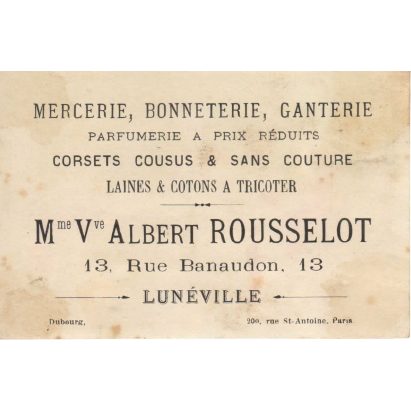 MERCERIE, BONNETERIE, GANTERIE
PARFUMERIE A PRIX RÉDUITS
CORSETS COUSUS & SANS COUTURE
LAINES & COTONS A TRICOTER
Mme Vve ALBERT ROUSSELOT
13, Rue Banaudon, 13
LUNÉVILLE
Dubourg, 200, rue St-Antoine, Paris